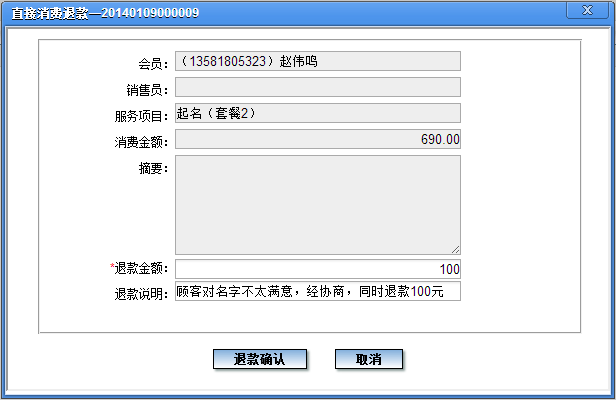 直接消费退款—20140109000009
会员：（13581805323）赵伟鸣
销售员：
服务项目：起名（套餐2）
消费金额：690.00
摘要：
*退款金额：100
退款说明：顾客对名字不太满意，经协商，同时退款100元
退款确认 取消